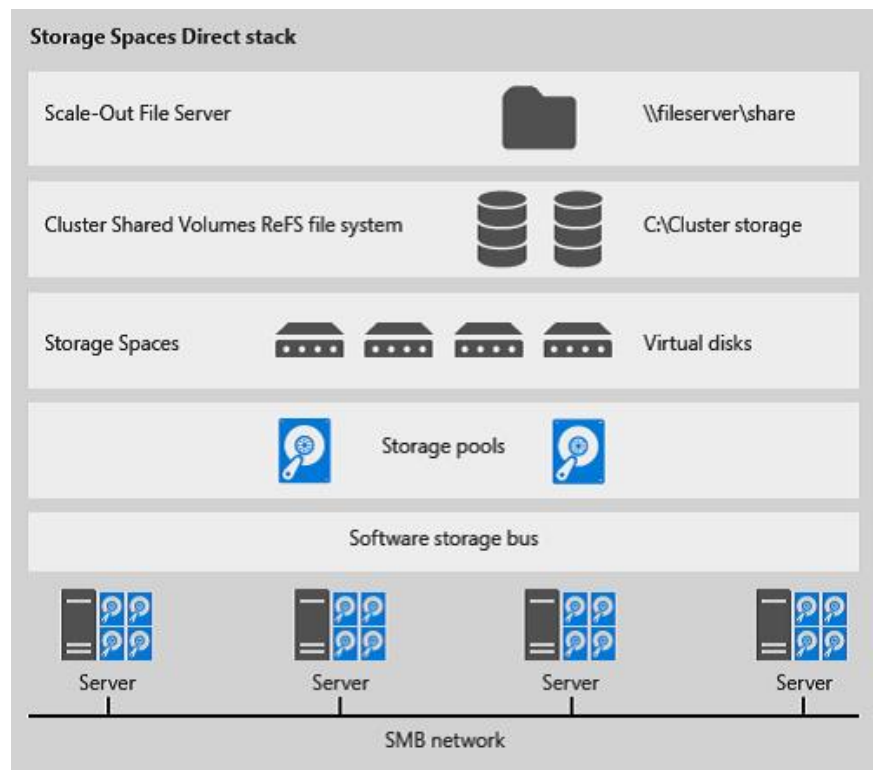 Storage Spaces Direct stack
Scale-Out File Server \\fileserver\share
Cluster Shared Volumes ReFS file system C:\Cluster storage
Storage Spaces Virtual disks
Storage pools
Software storage bus
Server Server Server Server
SMB network